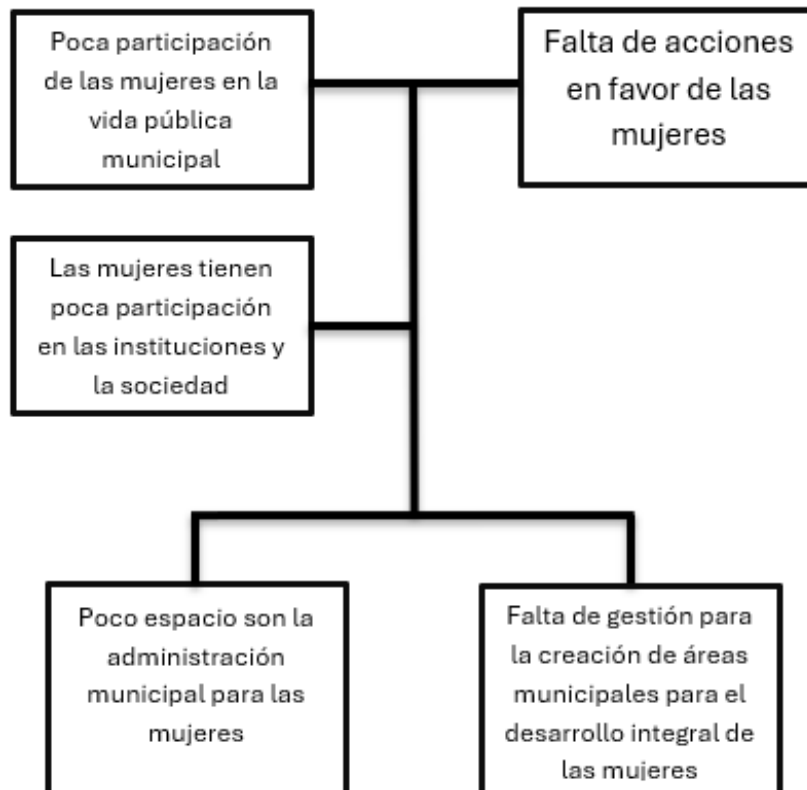 Poca participación
de las mujeres en la
vida pública
municipal
Falta de acciones
en favor de las
mujeres
Las mujeres tienen
poca participación
en las instituciones y
la sociedad
Poco espacio son la
administración
municipal para las
mujeres
Falta de gestión para
la creación de áreas
municipales para el
desarrollo integral de
las mujeres